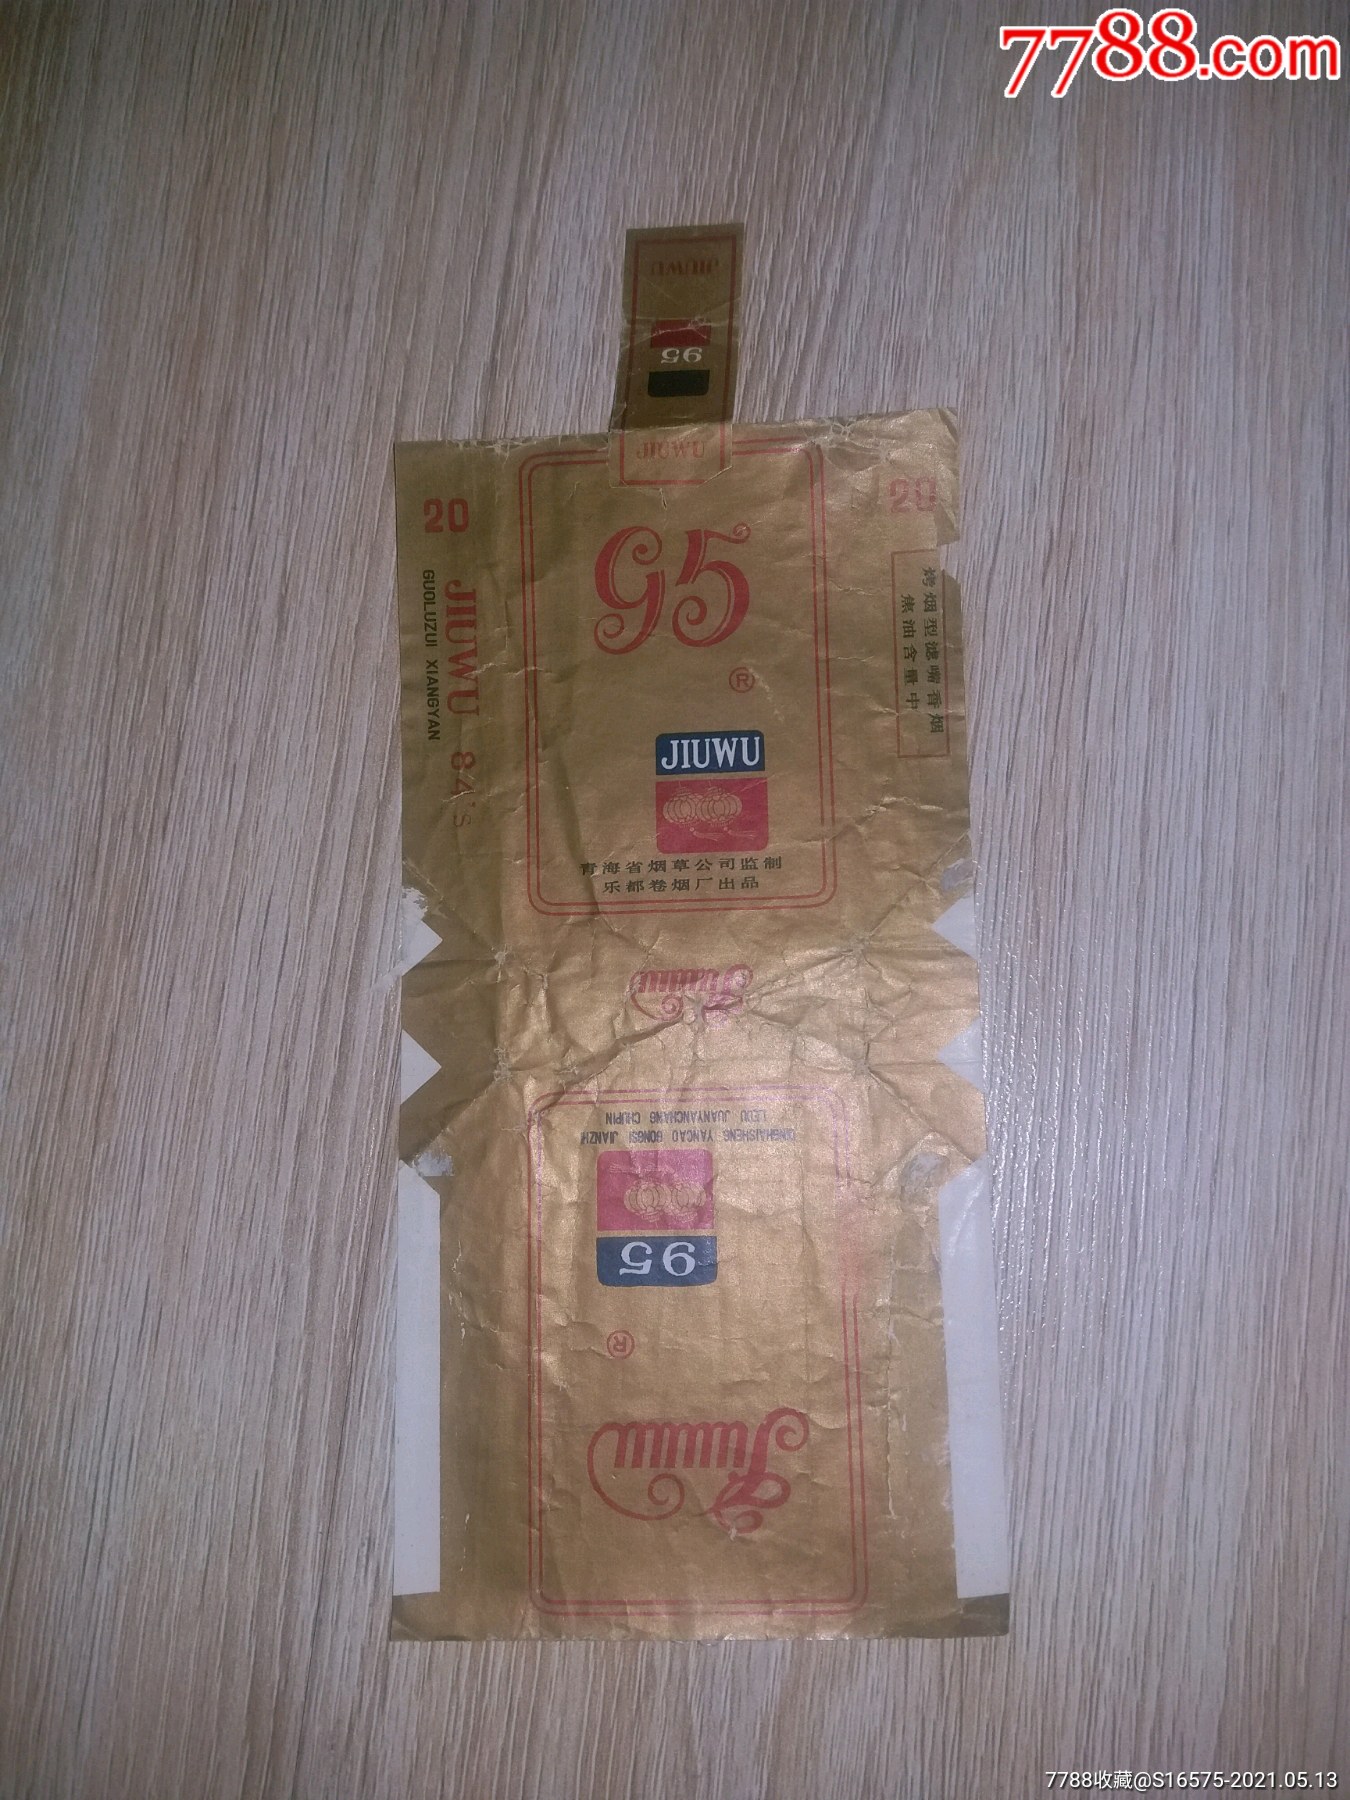 7788.com
JIUWU
95
JIUWU
20
JIUWU 84's
GUOLUZUI XIANGYAN
95
®
JIUWU
青海省烟草公司监制
乐都卷烟厂出品
20
烤烟型滤嘴香烟
焦油含量中
Jiuwu
Jiuwu
®
95
QINGHAISHENG YANCAO GONGSI JIANZHI
LEDU JUANYANCHANG CHUPIN
7788收藏@S16575-2021.05.13